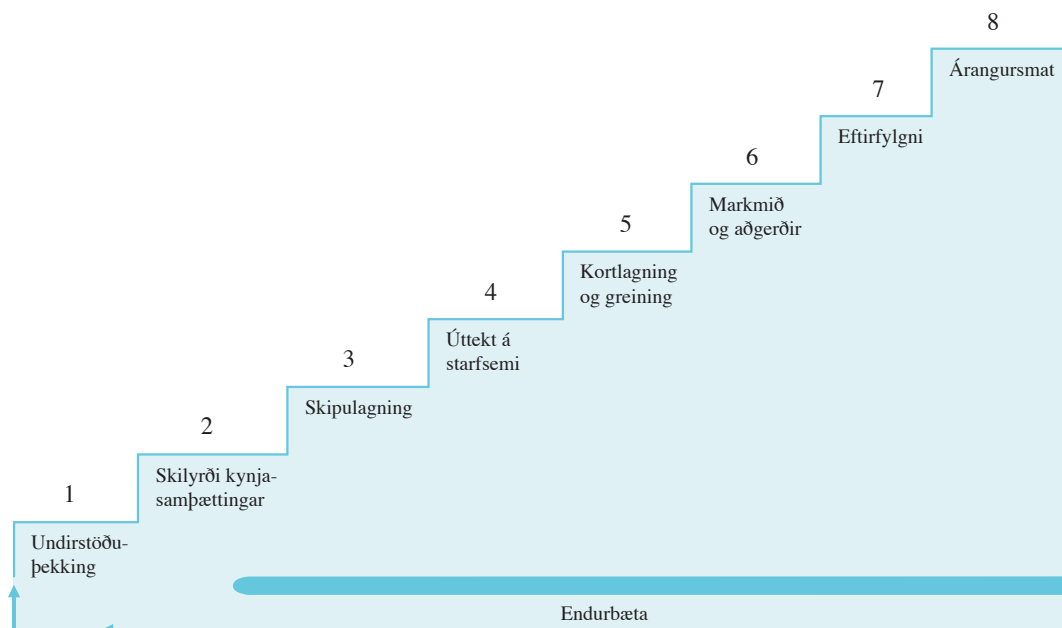 1
Undirstöðu-
þekking
2
Skilyrði kynja-
samþættingar
3
Skipulagning
4
Úttekt á
starfsemi
5
Kortlagning
og greining
6
Markmið
og aðgerðir
7
Eftirfylgni
8
Árangursmat
Endurbæta